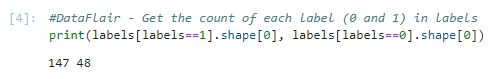 [4]: #DataFlair - Get the count of each label (0 and 1) in labels
print(labels[labels==1].shape[0], labels[labels==0].shape[0])
147 48